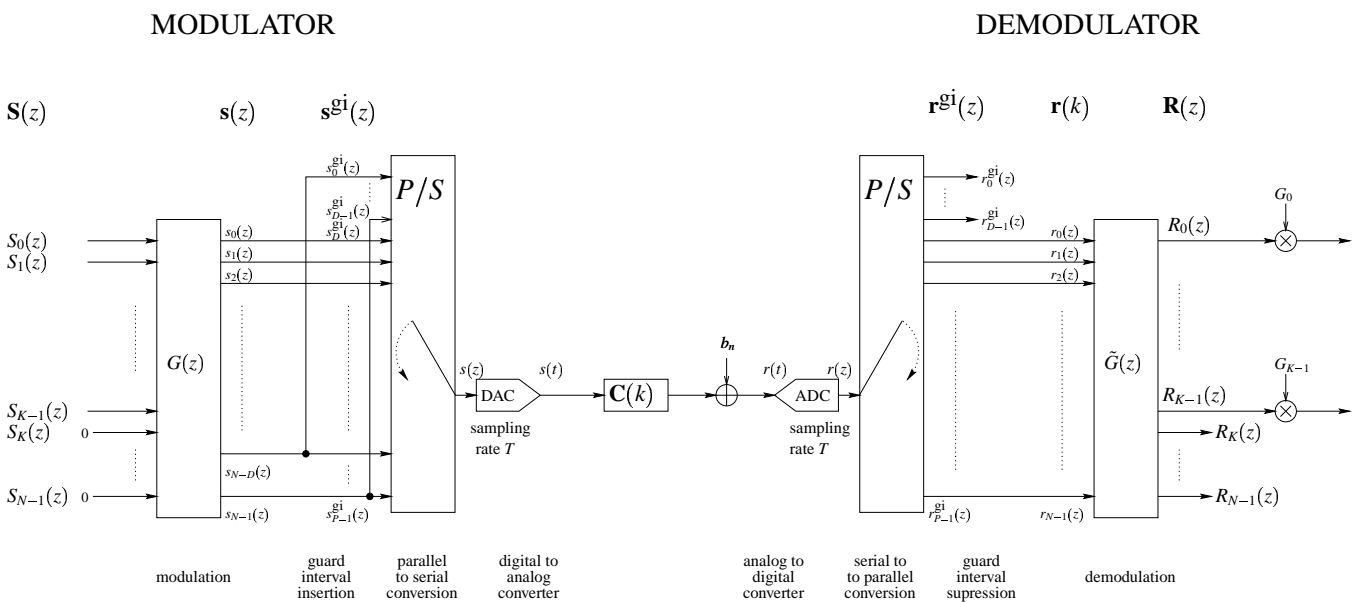 MODULATOR
DEMODULATOR
S(z)
s(z)
s^gi(z)
r^gi(z)
r(k)
R(z)
s_0^gi(z)
P/S
s_{D-1}^gi(z)
s_D^gi(z)
S_0(z)
S_1(z)
s_0(z)
s_1(z)
s_2(z)
G(z)
S_{K−1}(z)
S_K(z) 0
S_{N−1}(z) 0
s_{N−D}(z)
s_{N−1}(z)
s_{P−1}^gi(z)
s(z)
DAC
s(t)
sampling
rate T
C(k)
b_n
r(t)
ADC
r(z)
sampling
rate T
P/S
r_0^gi(z)
r_{D−1}^gi(z)
r_0(z)
r_1(z)
r_2(z)
r_{P−1}^gi(z)
r_{N−1}(z)
G̃(z)
R_0(z)
G_0
R_{K−1}(z)
G_{K−1}
R_K(z)
R_{N−1}(z)
modulation
guard
interval
insertion
parallel
to serial
conversion
digital to
analog
converter
analog to
digital
converter
serial to
to parallel
conversion
guard
interval
supression
demodulation